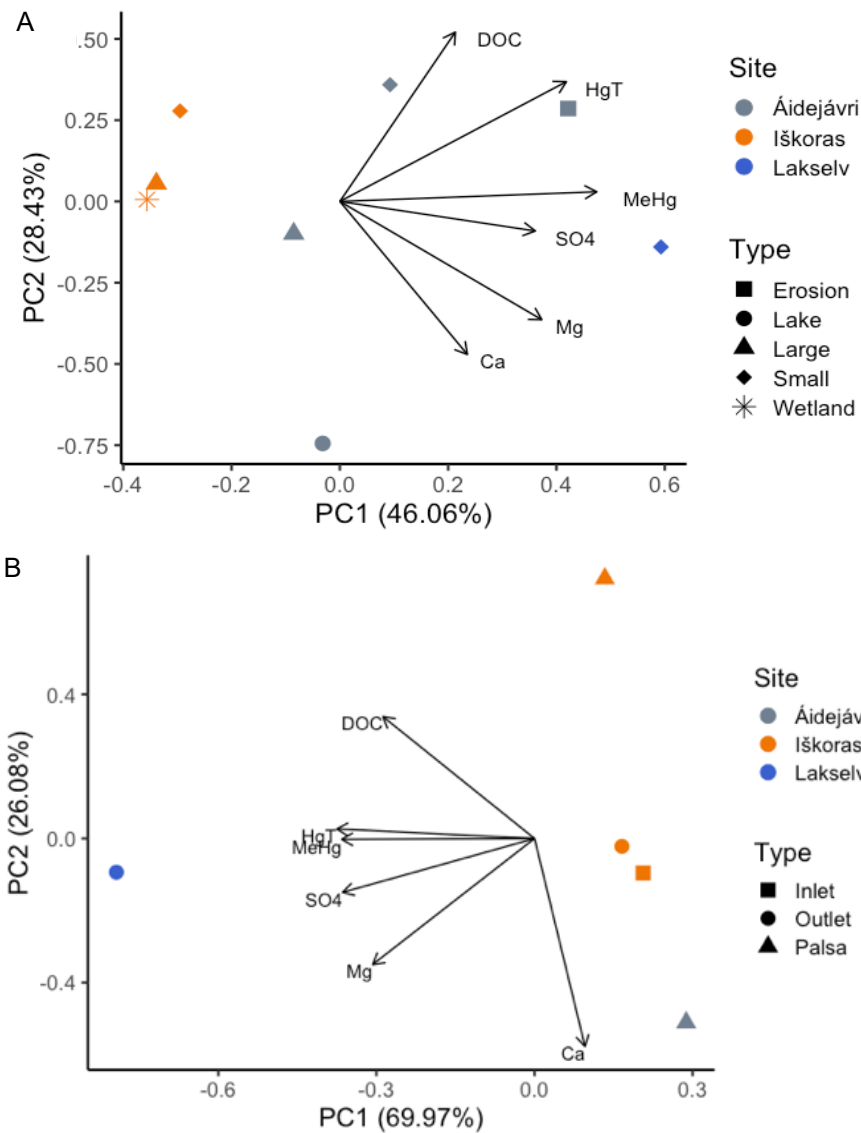 A
.50
0.25
0.00
-0.25
-0.50
-0.75
PC2 (28.43%)
DOC
HgT
MeHg
SO4
Mg
Ca
-0.4 -0.2 0.0 0.2 0.4 0.6
PC1 (46.06%)
Site
Áidejávri
Iškoras
Lakselv
Type
Erosion
Lake
Large
Small
Wetland
B
0.4
0.0
-0.4
PC2 (26.08%)
DOC
HgT
MeHg
SO4
Mg
Ca
-0.6 -0.3 0.0 0.3
PC1 (69.97%)
Site
Áidejáv
Iškoras
Lakselv
Type
Inlet
Outlet
Palsa